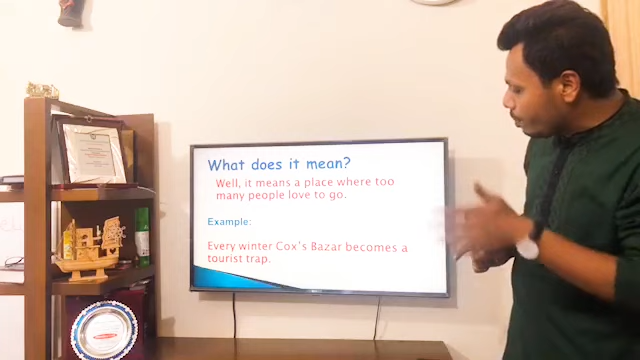 What does it mean?
Well, it means a place where too
many people love to go.
Example:
Every winter Cox's Bazar becomes a
tourist trap.